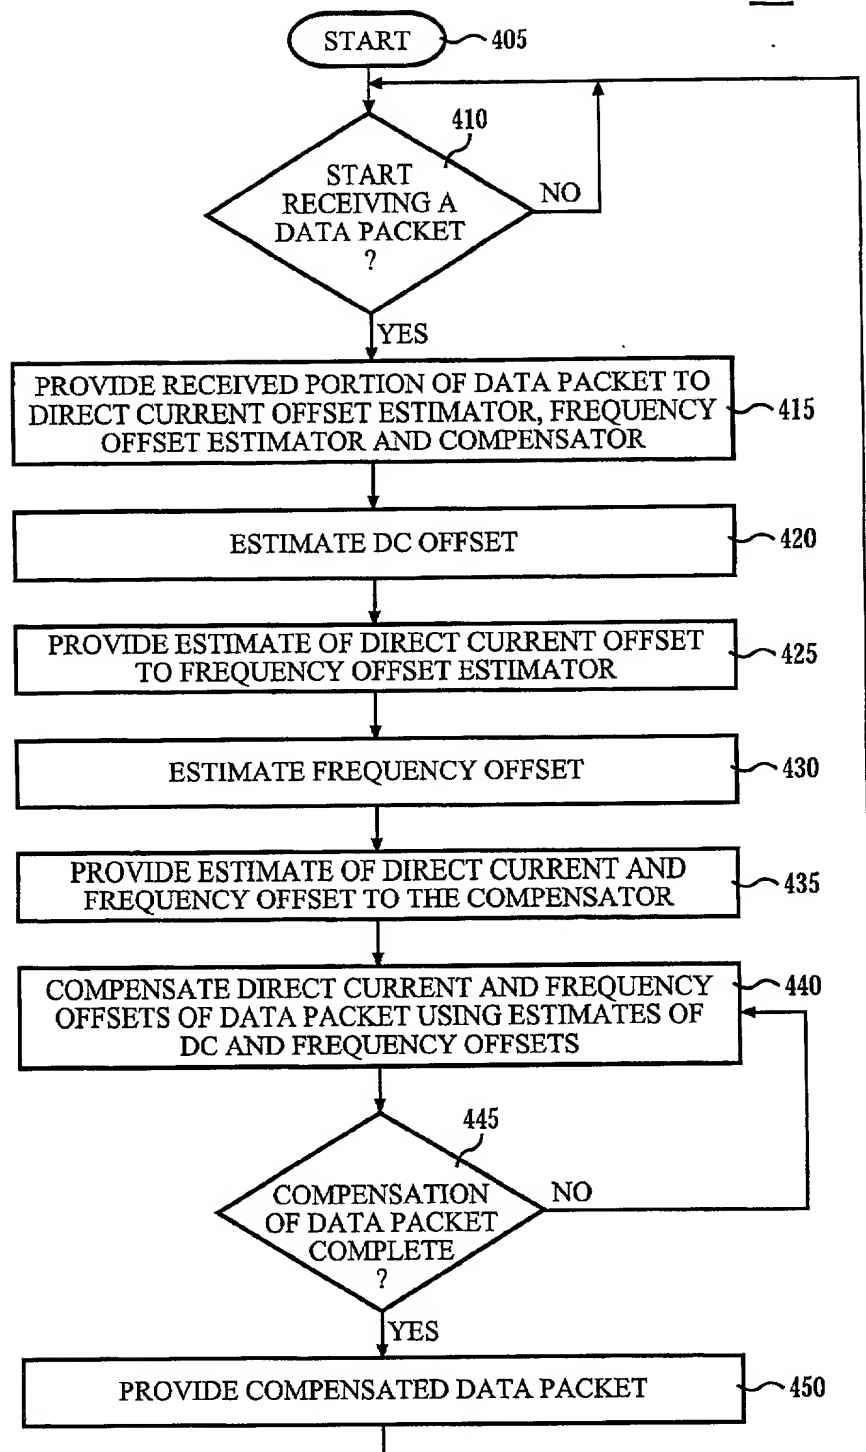 START
405
410
START
RECEIVING A
DATA PACKET
?
NO
YES
PROVIDE RECEIVED PORTION OF DATA PACKET TO
DIRECT CURRENT OFFSET ESTIMATOR, FREQUENCY
OFFSET ESTIMATOR AND COMPENSATOR
415
ESTIMATE DC OFFSET
420
PROVIDE ESTIMATE OF DIRECT CURRENT OFFSET
TO FREQUENCY OFFSET ESTIMATOR
425
ESTIMATE FREQUENCY OFFSET
430
PROVIDE ESTIMATE OF DIRECT CURRENT AND
FREQUENCY OFFSET TO THE COMPENSATOR
435
COMPENSATE DIRECT CURRENT AND FREQUENCY
OFFSETS OF DATA PACKET USING ESTIMATES OF
DC AND FREQUENCY OFFSETS
440
445
COMPENSATION
OF DATA PACKET
COMPLETE
?
NO
YES
PROVIDE COMPENSATED DATA PACKET
450